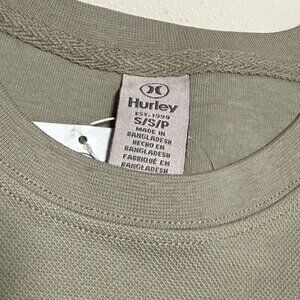 Hurley
EST. 1999
S/S/P
MADE IN
BANGLADESH
HECHO EN
BANGLADESH
FABRIQUÉ EN
BANGLADESH